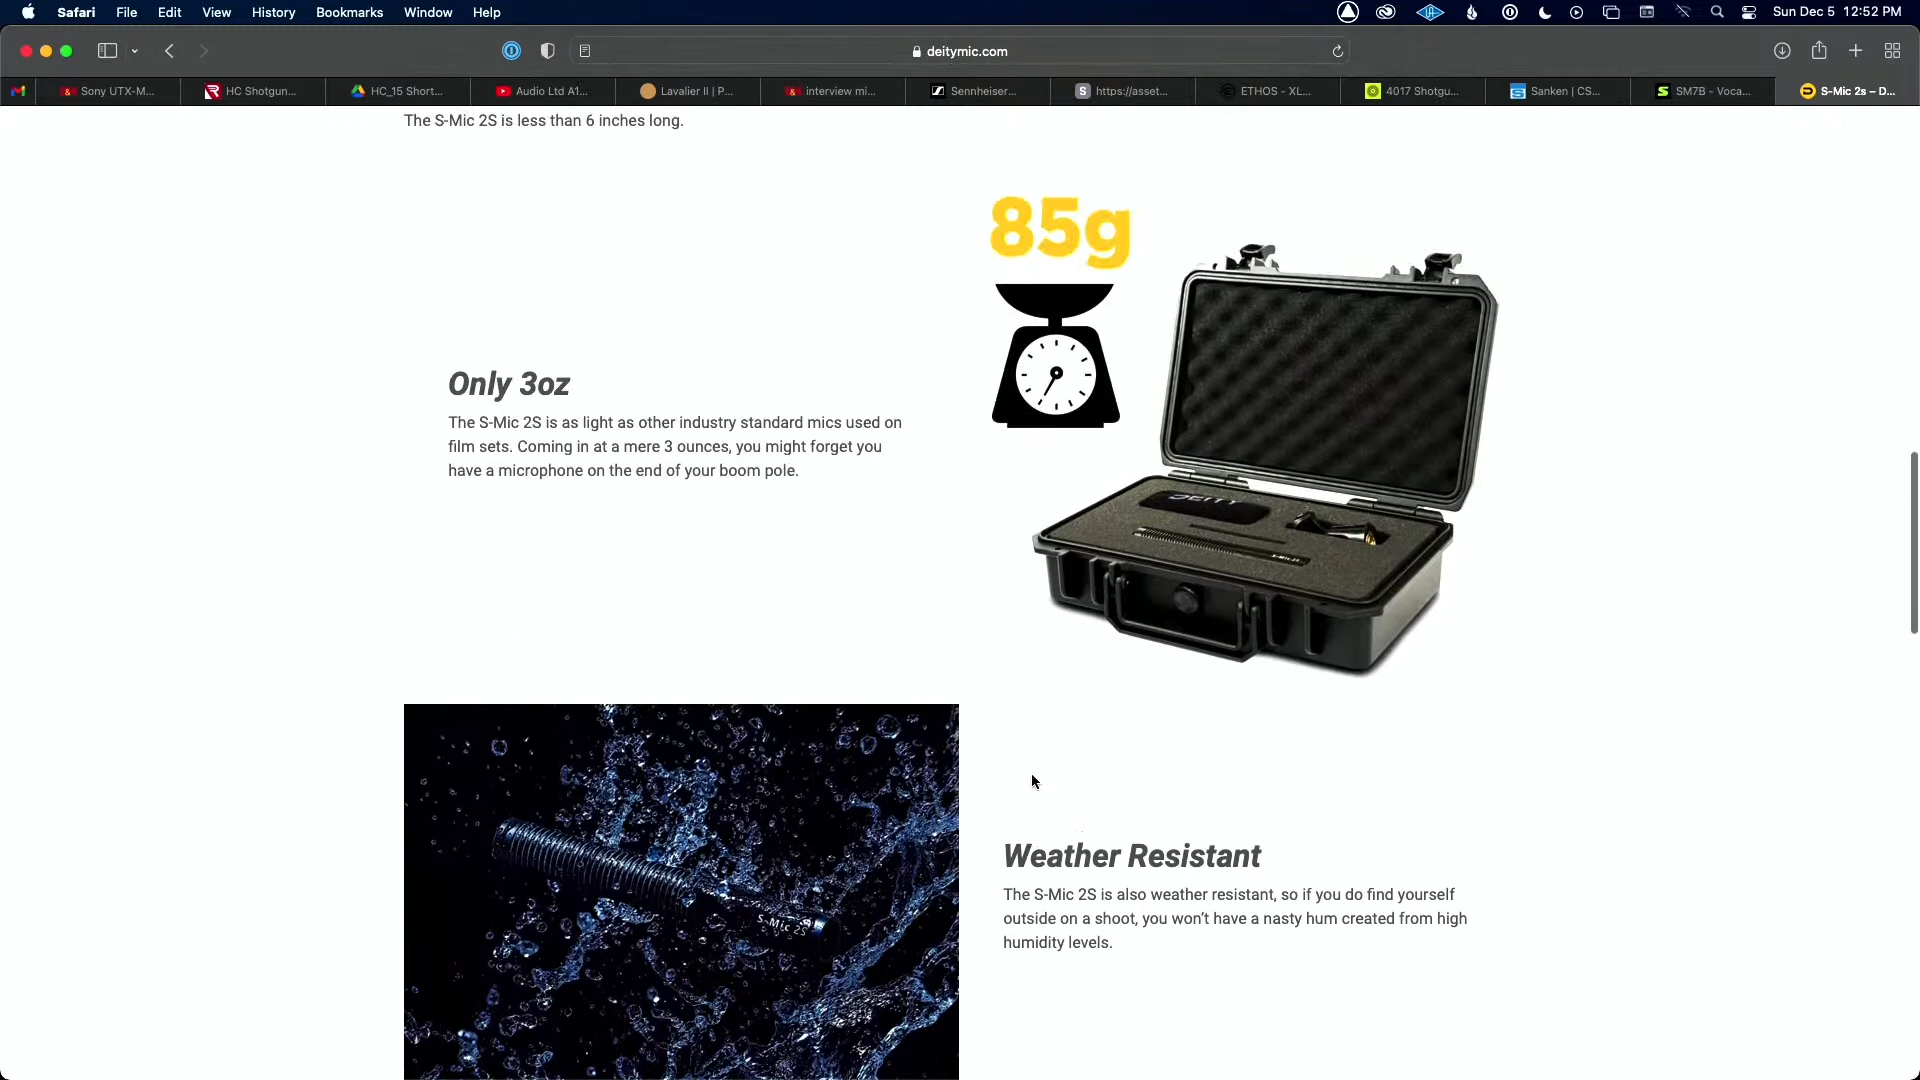 Safari File Edit View History Bookmarks Window Help Sun Dec 5 12:52 PM
deitymic.com
Sony UTX-M... HC Shotgun... HC_15 Short... Audio Ltd A1... Lavalier II | P... interview mi... Sennheiser... https://asset... ETHOS - XL... 4017 Shotgu... Sanken | CS... SM7B - Voca... S-Mic 2s – D...
The S-Mic 2S is less than 6 inches long.
85g
Only 3oz
The S-Mic 2S is as light as other industry standard mics used on
film sets. Coming in at a mere 3 ounces, you might forget you
have a microphone on the end of your boom pole.
DEITY
S-MIC 2S
S-Mic 2S
Weather Resistant
The S-Mic 2S is also weather resistant, so if you do find yourself
outside on a shoot, you won't have a nasty hum created from high
humidity levels.